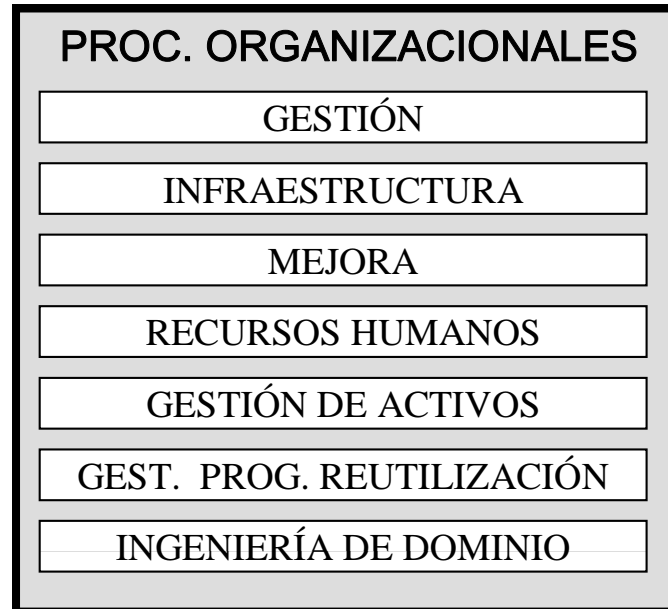 PROC. ORGANIZACIONALES
GESTIÓN
INFRAESTRUCTURA
MEJORA
RECURSOS HUMANOS
GESTIÓN DE ACTIVOS
GEST. PROG. REUTILIZACIÓN
INGENIERÍA DE DOMINIO